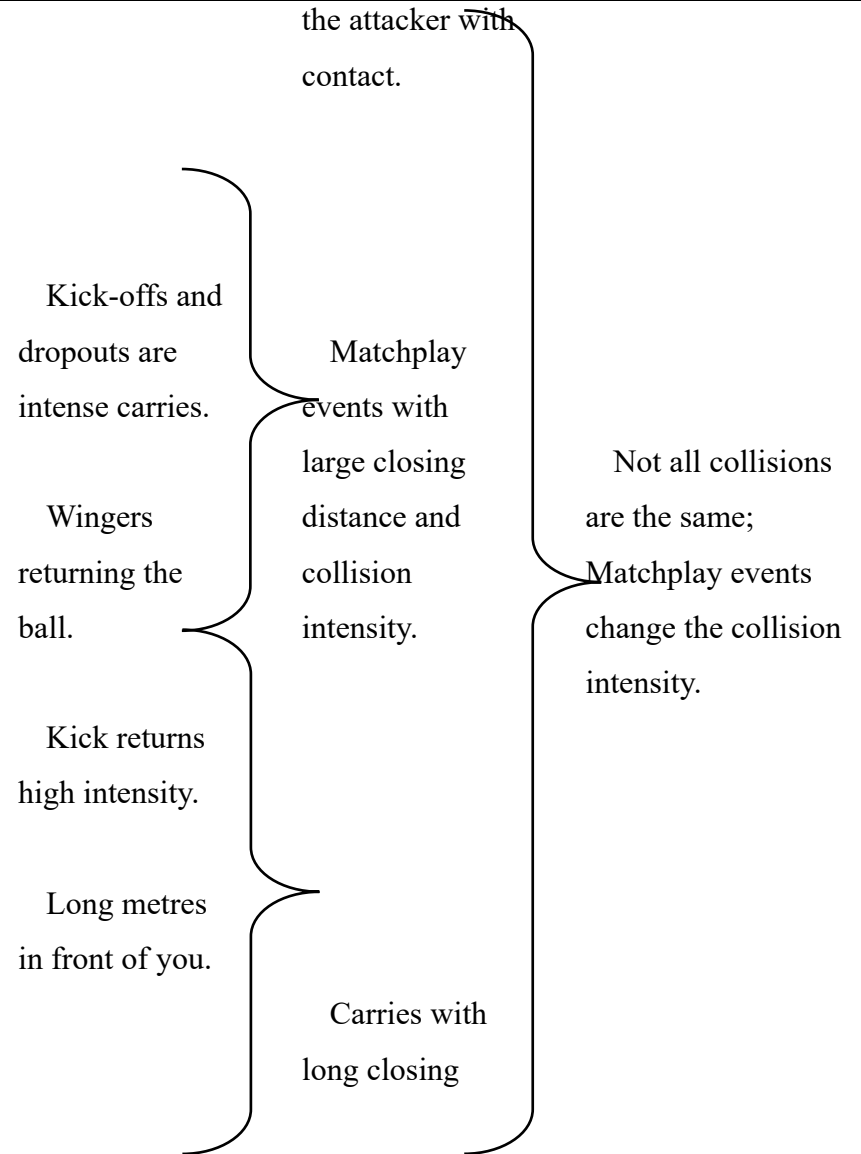 the attacker with
contact.
Kick-offs and
dropouts are
intense carries.
Wingers
returning the
ball.
Kick returns
high intensity.
Long metres
in front of you.
Matchplay
events with
large closing
distance and
collision
intensity.
Carries with
long closing
Not all collisions
are the same;
Matchplay events
change the collision
intensity.